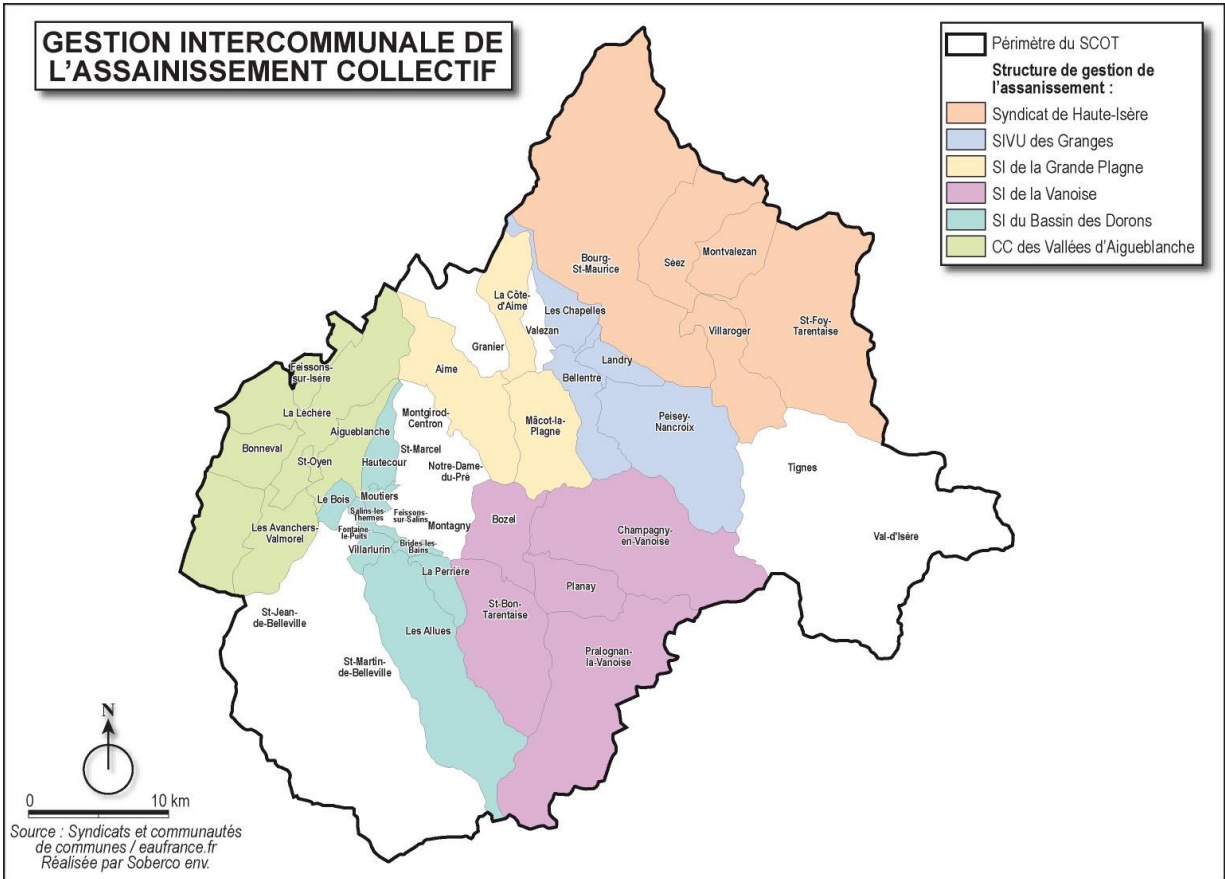 GESTION INTERCOMMUNALE DE
L'ASSAINISSEMENT COLLECTIF
Périmètre du SCOT
Structure de gestion de
l'assanissement :
Syndicat de Haute-Isère
SIVU des Granges
SI de la Grande Plagne
SI de la Vanoise
SI du Bassin des Dorons
CC des Vallées d'Aigueblanche
Bourg-
St-Maurice
Séez
Montvalezan
La Côte-
d'Aime
Les Chapelles
Valezan
Villaroger
St-Foy-
Tarentaise
Granier
Landry
Feissons-
sur-Isère
Aime
Bellentre
La Léchère
Montgirod-
Centron
Mâcot-la-
Plagne
Peisey-
Nancroix
Aigueblanche
Bonneval
St-Marcel
St-Oyen
Hautecour
Notre-Dame-
du-Pré
Tignes
Le Bois
Moutiers
Salins-les-
Thermes
Feissons-
sur-Salins
Les Avanchers-
Valmorel
Fontaine-
le-Puits
Montagny
Bozel
Champagny-
en-Vanoise
Val-d'Isère
Villarlurin
Brides-les-
Bains
La Perrière
Planay
St-Jean-
de-Belleville
St-Bon-
Tarentaise
Les Allues
Pralognan-
la-Vanoise
St-Martin-
de-Belleville
N
0 10 km
Source : Syndicats et communautés
de communes / eaufrance.fr
Réalisée par Soberco env.